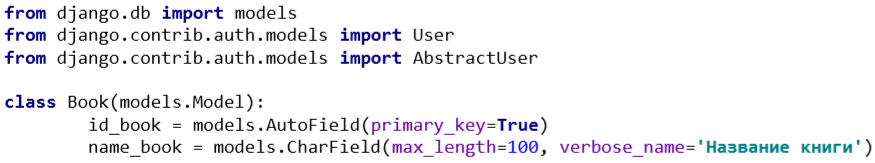 from django.db import models
from django.contrib.auth.models import User
from django.contrib.auth.models import AbstractUser
class Book(models.Model):
id_book = models.AutoField(primary_key=True)
name_book = models.CharField(max_length=100, verbose_name='Название книги')